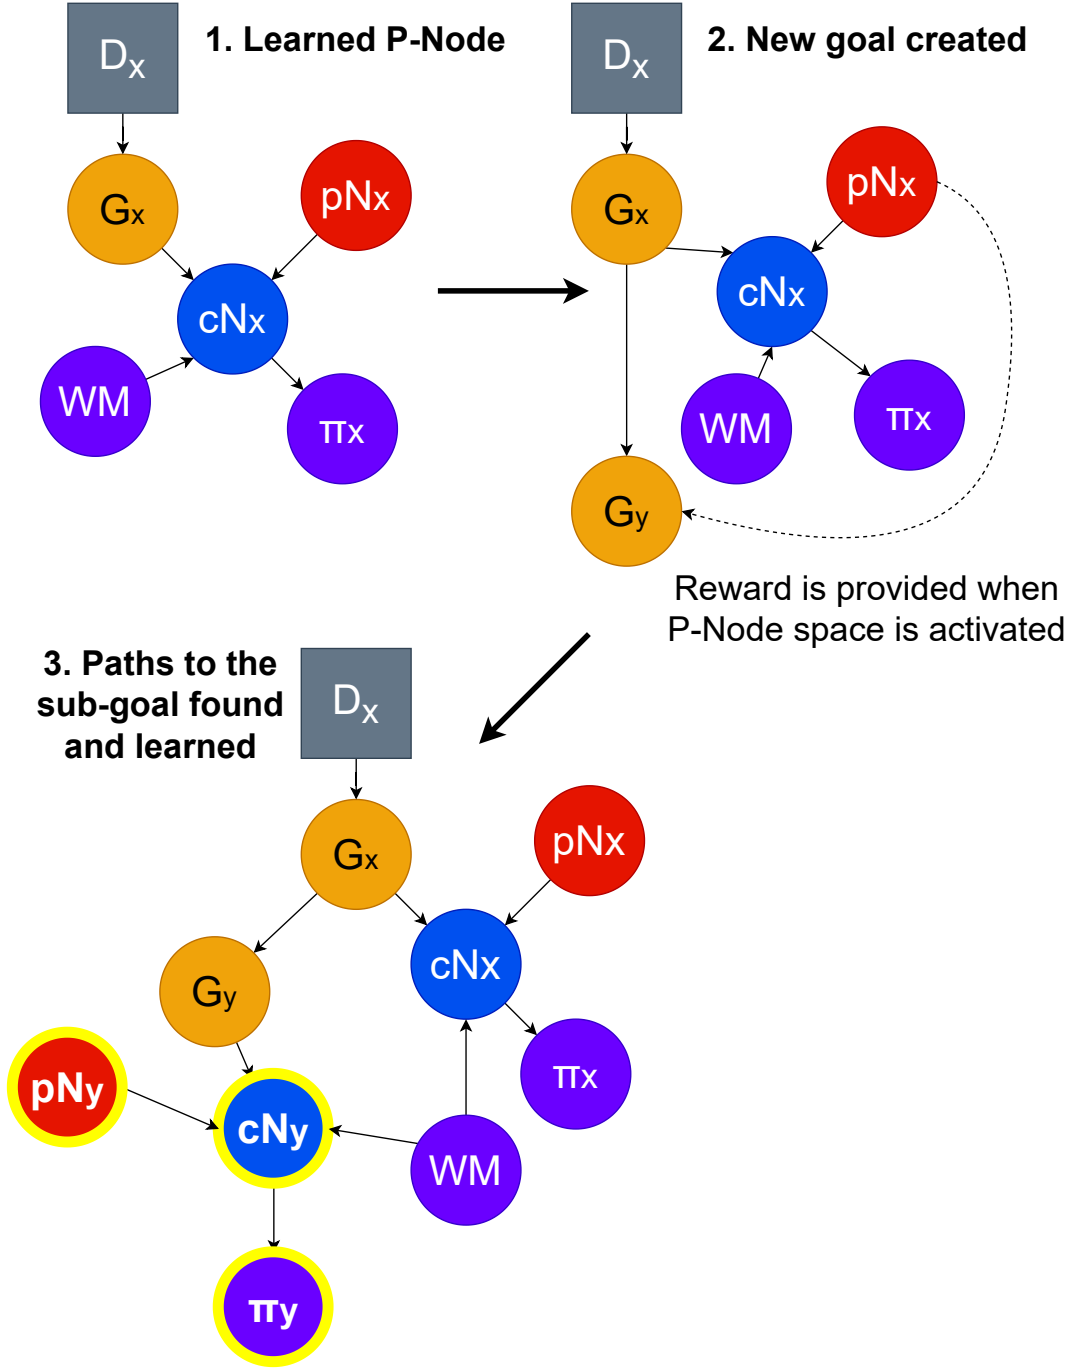 1. Learned P-Node
Dx
Gx
pNx
cNx
WM
πx
2. New goal created
Dx
Gx
pNx
cNx
WM
πx
Gy
Reward is provided when
P-Node space is activated
3. Paths to the
sub-goal found
and learned
Dx
Gx
pNx
cNx
Gy
πx
pNy
cNy
WM
πy